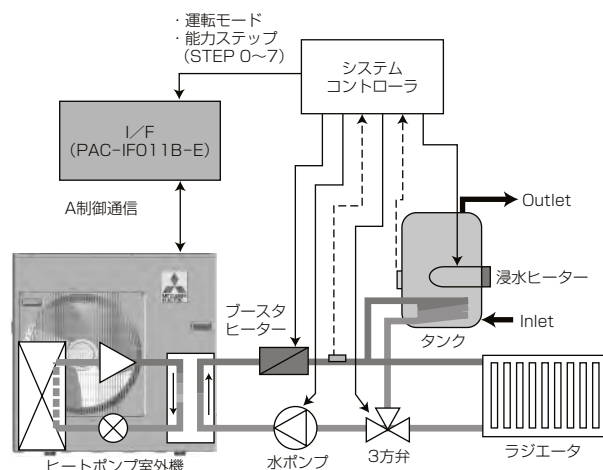 ・運転モード
・能力ステップ
(STEP 0〜7)
システム
コントローラ
I/F
(PAC-IF011B-E)
A制御通信
Outlet
浸水ヒーター
Inlet
タンク
MITSUBISHI
ELECTRIC
ブースタ
ヒーター
ヒートポンプ室外機
水ポンプ
3方弁
ラジエータ